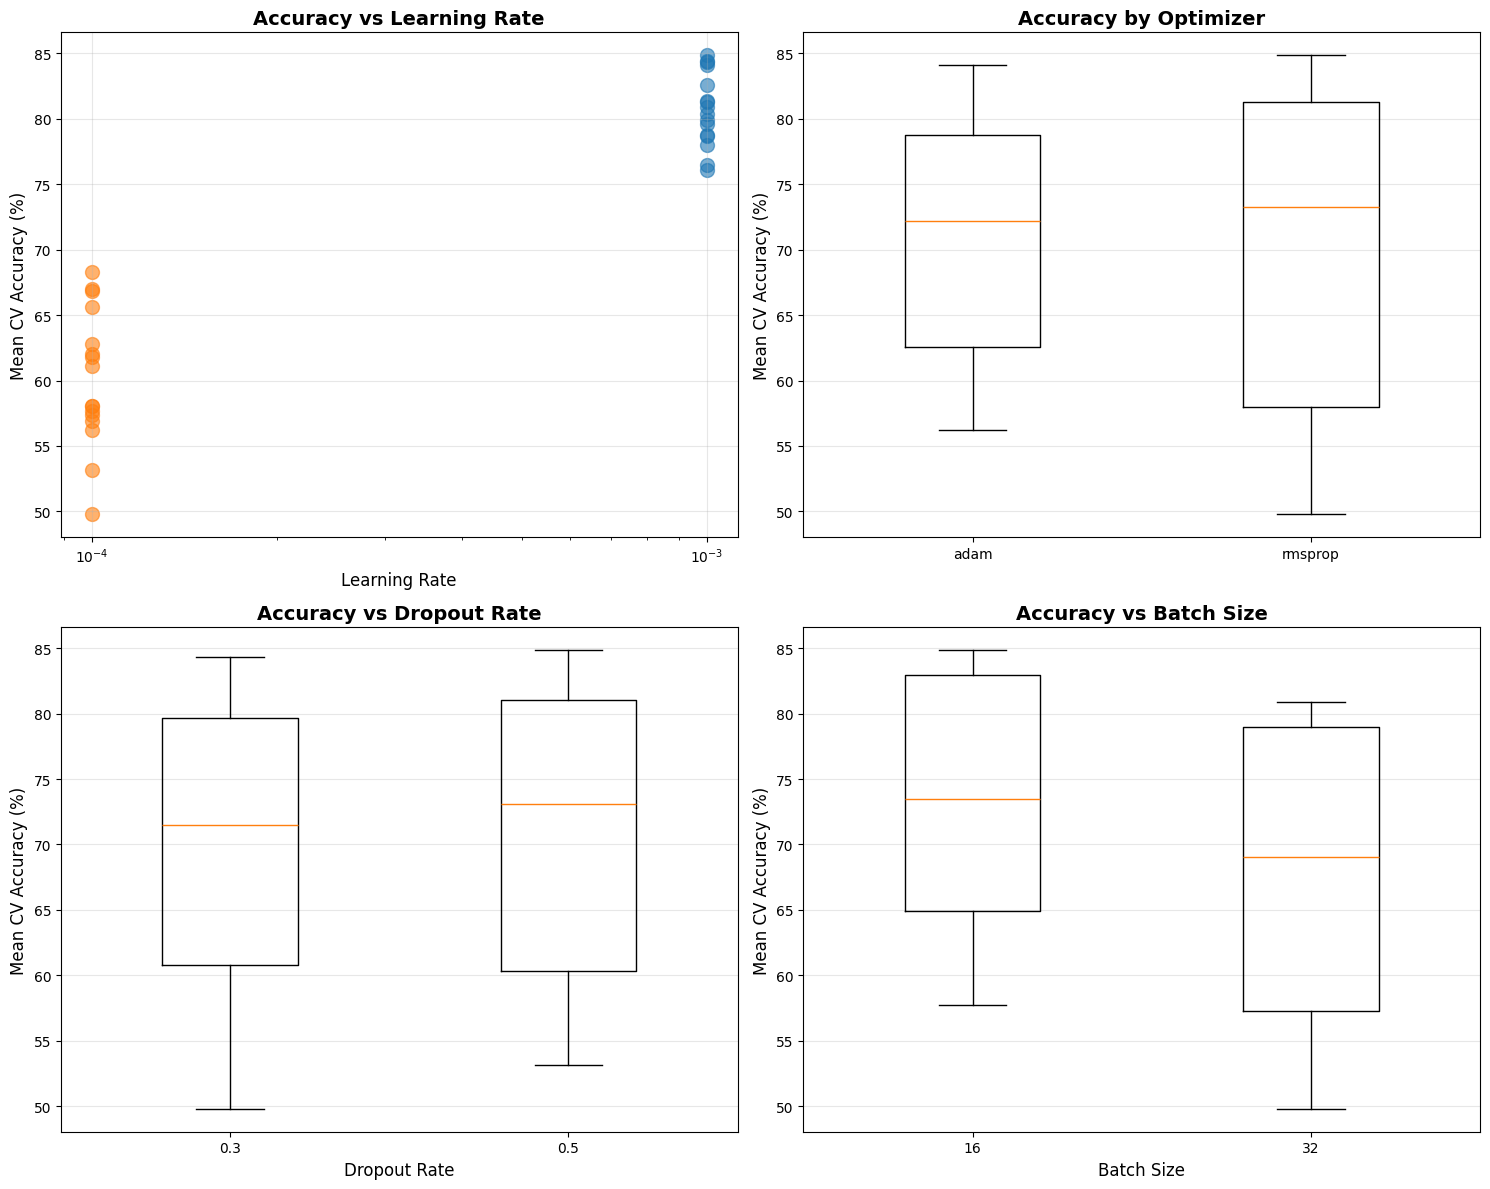 Accuracy vs Learning Rate
Mean CV Accuracy (%)
85
80
75
70
65
60
55
50
10⁻⁴
10⁻³
Learning Rate
Accuracy by Optimizer
Mean CV Accuracy (%)
85
80
75
70
65
60
55
50
adam
rmsprop
Accuracy vs Dropout Rate
Mean CV Accuracy (%)
85
80
75
70
65
60
55
50
0.3
0.5
Dropout Rate
Accuracy vs Batch Size
Mean CV Accuracy (%)
85
80
75
70
65
60
55
50
16
32
Batch Size